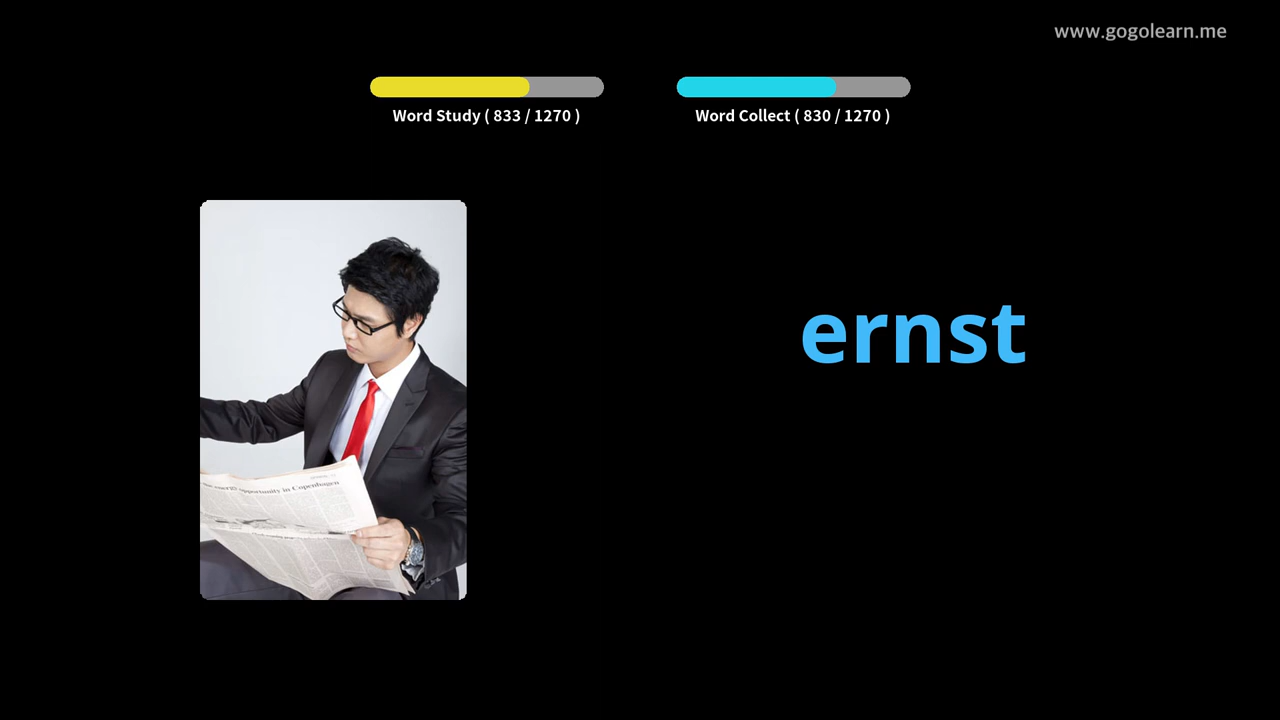 www.gogolearn.me
Word Study ( 833 / 1270 )
Word Collect ( 830 / 1270 )
ernst
opportunity in Copenhagen